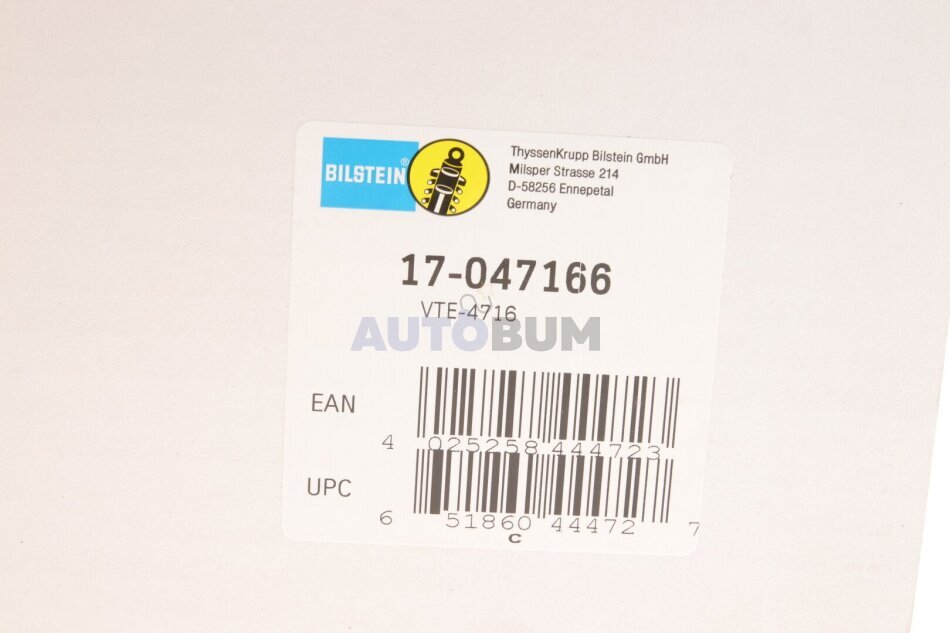 BILSTEIN®
ThyssenKrupp Bilstein GmbH
Milsper Strasse 214
D-58256 Ennepetal
Germany
17-047166
VTE-4716
AUTOBUM
EAN
4 025258 444723
UPC
6 51860 44472 7
C